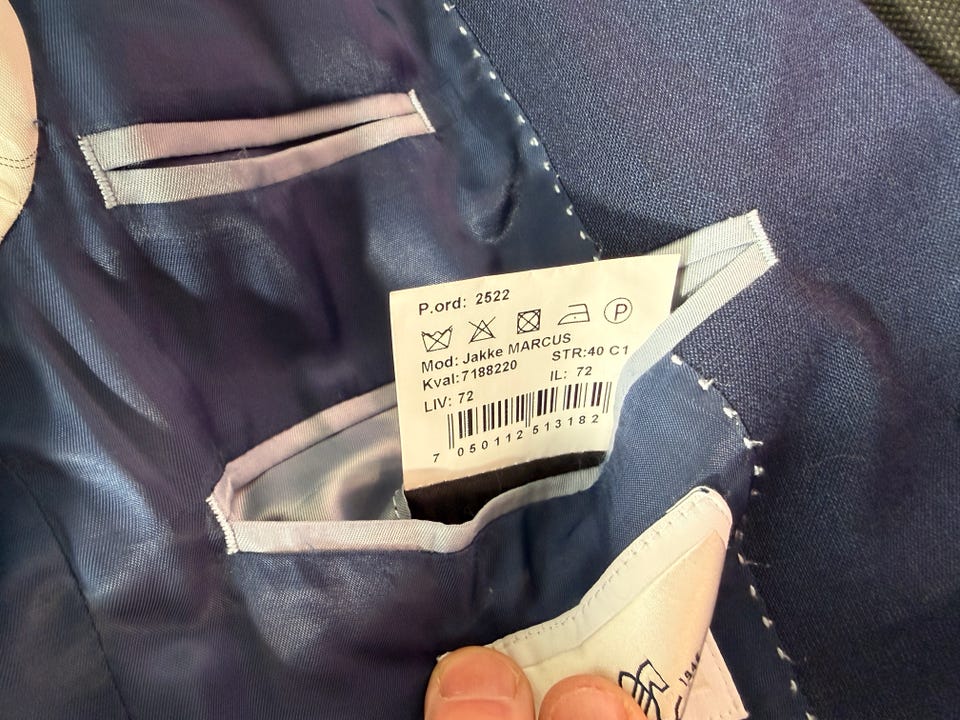 P.ord: 2522
P
Mod: Jakke MARCUS
Kval:7188220 STR:40 C1
LIV: 72 IL: 72
7 050112 513182